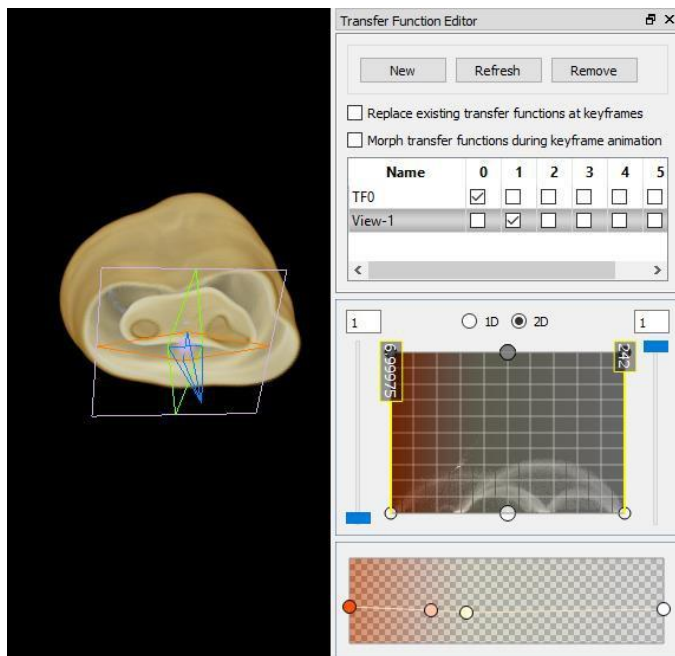 Transfer Function Editor
New Refresh Remove
Replace existing transfer functions at keyframes
Morph transfer functions during keyframe animation
Name 0 1 2 3 4 5
TF0
View-1
1 1D 2D 1
6.99975 242